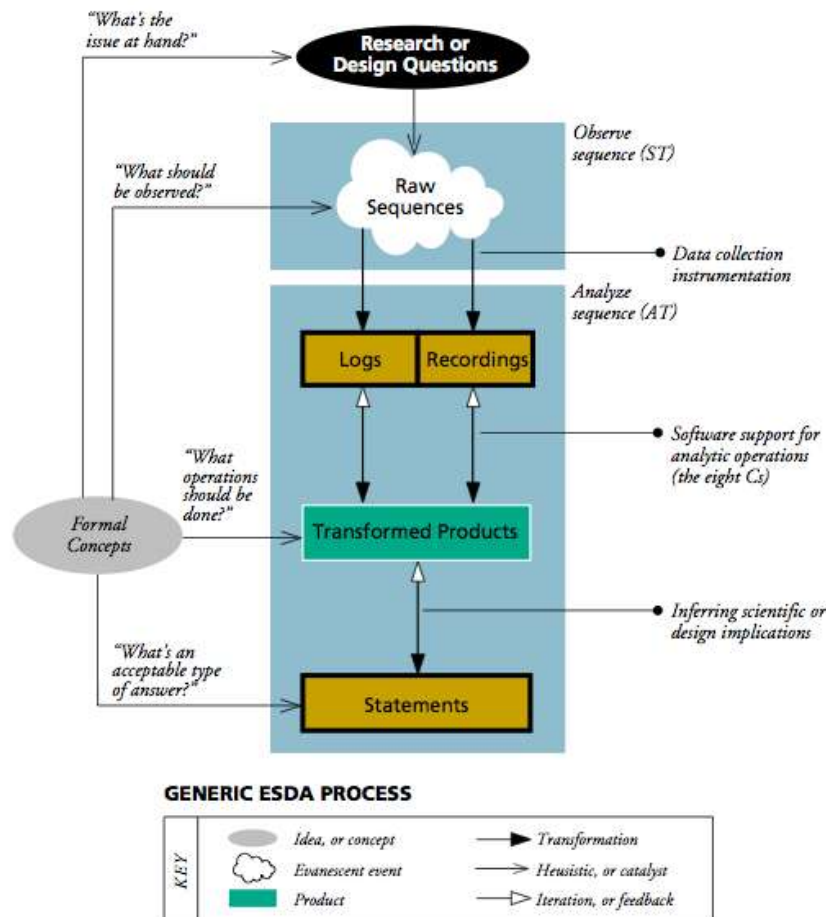 "What's the
issue at hand?"
Research or
Design Questions
Observe
sequence (ST)
"What should
be observed?"
Raw
Sequences
Data collection
instrumentation
Analyze
sequence (AT)
Logs
Recordings
"What
operations
should be
done?"
Software support for
analytic operations
(the eight Cs)
Formal
Concepts
Transformed Products
Inferring scientific or
design implications
"What's an
acceptable type
of answer?"
Statements
GENERIC ESDA PROCESS
KEY
Idea, or concept
Transformation
Evanescent event
Heusistic, or catalyst
Product
Iteration, or feedback